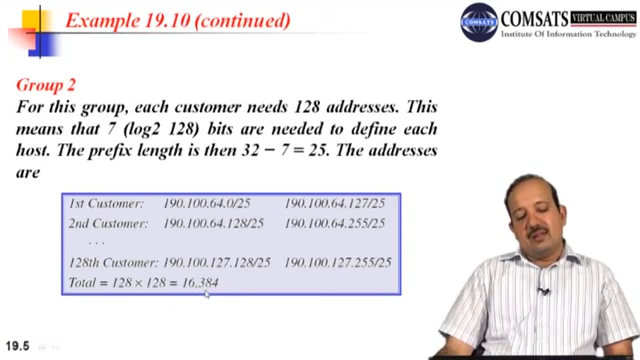 Example 19.10 (continued)
COMSATS
COMSATS VIRTUAL CAMPUS
Institute Of Information Technology
Group 2
For this group, each customer needs 128 addresses. This
means that 7 (log2 128) bits are needed to define each
host. The prefix length is then 32 − 7 = 25. The addresses
are
1st Customer: 190.100.64.0/25 190.100.64.127/25
2nd Customer: 190.100.64.128/25 190.100.64.255/25
· · ·
128th Customer: 190.100.127.128/25 190.100.127.255/25
Total = 128 × 128 = 16,384
19.5